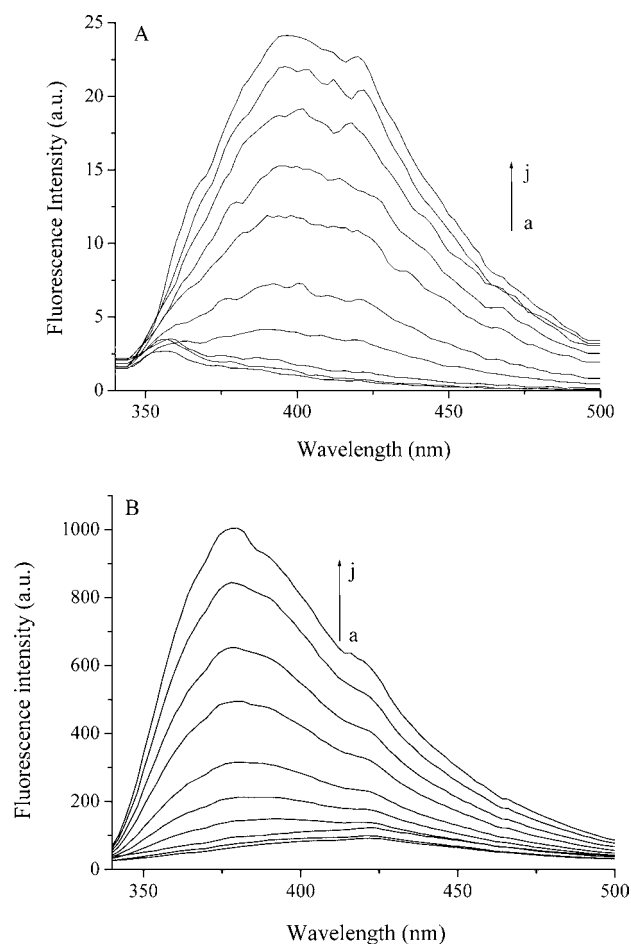 A
25
20
15
10
5
0
j
a
Fluorescence Intensity (a.u.)
350 400 450 500
Wavelength (nm)
B
1000
800
600
400
200
0
j
a
Fluorescence intensity (a.u.)
350 400 450 500
Wavelength (nm)